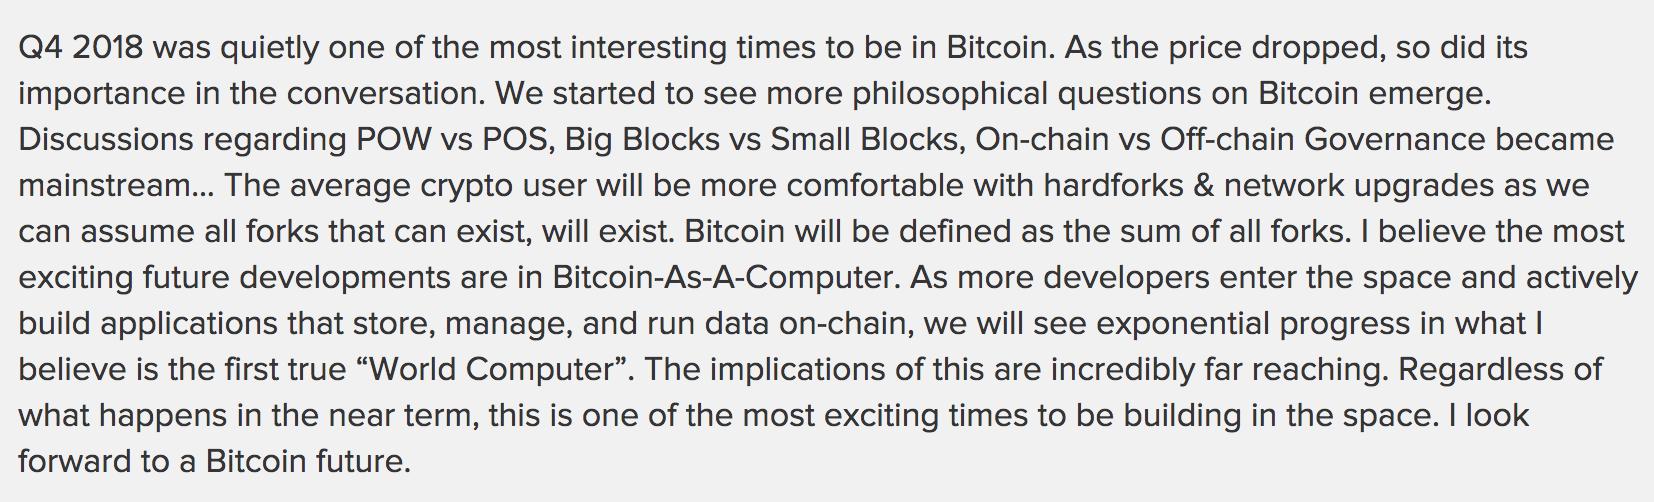 Q4 2018 was quietly one of the most interesting times to be in Bitcoin. As the price dropped, so did its
importance in the conversation. We started to see more philosophical questions on Bitcoin emerge.
Discussions regarding POW vs POS, Big Blocks vs Small Blocks, On-chain vs Off-chain Governance became
mainstream... The average crypto user will be more comfortable with hardforks & network upgrades as we
can assume all forks that can exist, will exist. Bitcoin will be defined as the sum of all forks. I believe the most
exciting future developments are in Bitcoin-As-A-Computer. As more developers enter the space and actively
build applications that store, manage, and run data on-chain, we will see exponential progress in what I
believe is the first true “World Computer”. The implications of this are incredibly far reaching. Regardless of
what happens in the near term, this is one of the most exciting times to be building in the space. I look
forward to a Bitcoin future.